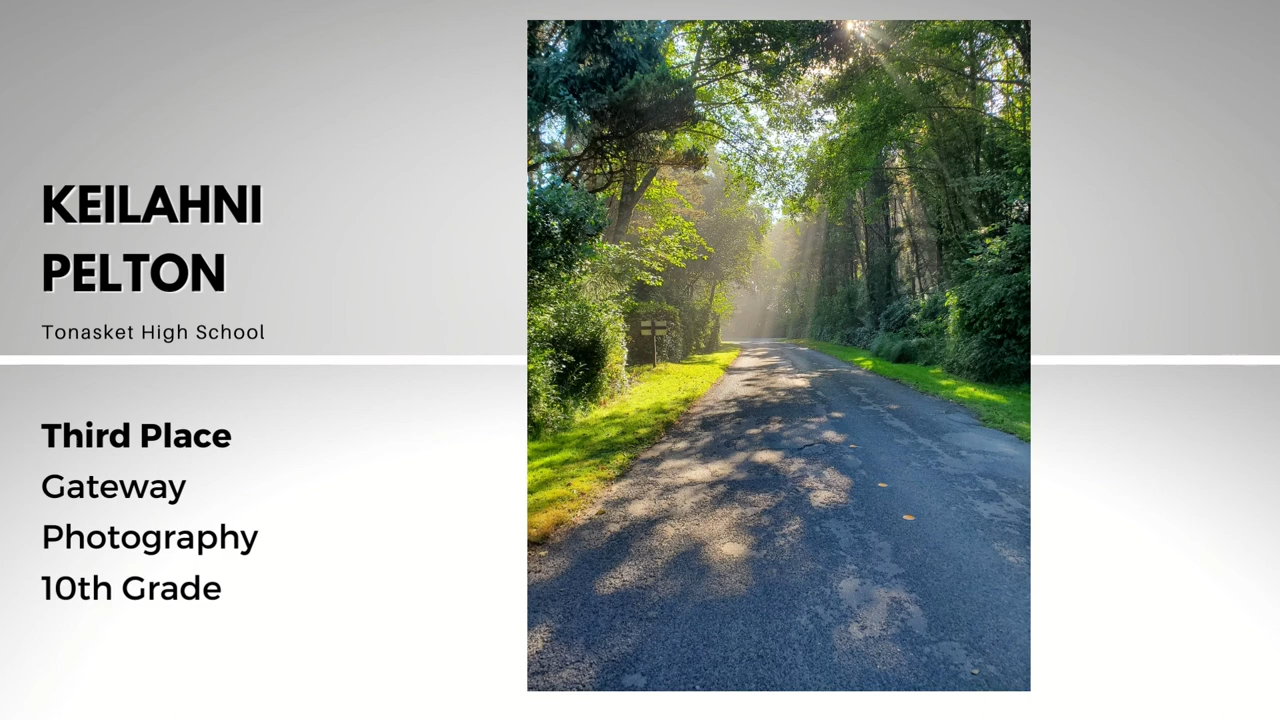 KEILAHNI
PELTON
Tonasket High School
Third Place
Gateway
Photography
10th Grade